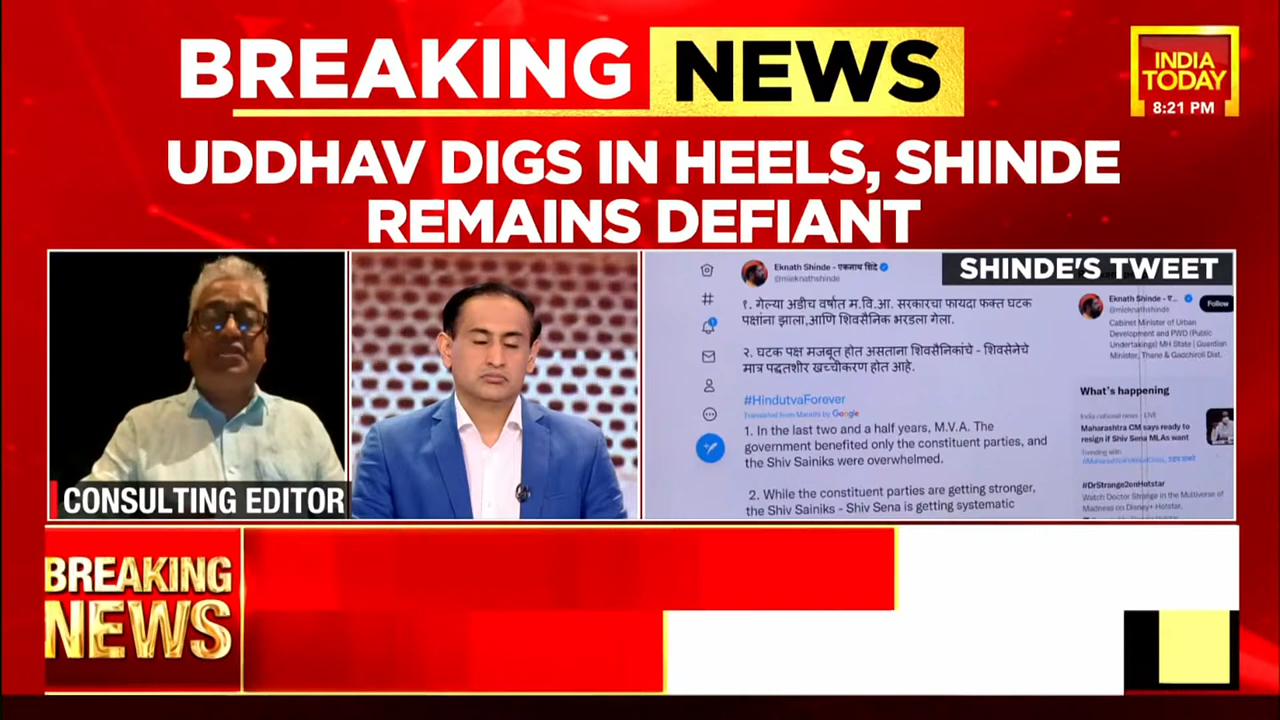 BREAKING NEWS
INDIA
TODAY
8:21 PM
UDDHAV DIGS IN HEELS, SHINDE
REMAINS DEFIANT
CONSULTING EDITOR
SHINDE'S TWEET
Eknath Shinde - एकनाथ शिंदे
@mieknathshinde
१. गेल्या अडीच वर्षात म.वि.आ. सरकारचा फायदा फक्त घटक
पक्षांना झाला,आणि शिवसैनिक भरडला गेला.
२. घटक पक्ष मजबूत होत असताना शिवसैनिकांचे - शिवसेनेचे
मात्र पद्धतशीर खच्चीकरण होत आहे.
#HindutvaForever
Translated from Marathi by Google
1. In the last two and a half years, M.V.A. The
government benefited only the constituent parties, and
the Shiv Sainiks were overwhelmed.
2. While the constituent parties are getting stronger,
the Shiv Sainiks - Shiv Sena is getting systematic
Eknath Shinde - ए...
@mieknathshinde
Follow
Cabinet Minister of Urban
Development and PWD (Public
Undertakings) MH State | Guardian
Minister, Thane & Gadchiroli Dist.
What's happening
India national news LIVE
Maharashtra CM says ready to
resign if Shiv Sena MLAs want
Trending with
#DrStrange2onHotstar
Watch Doctor Strange in the Multiverse of
Madness on Disney+ Hotstar.
BREAKING
NEWS